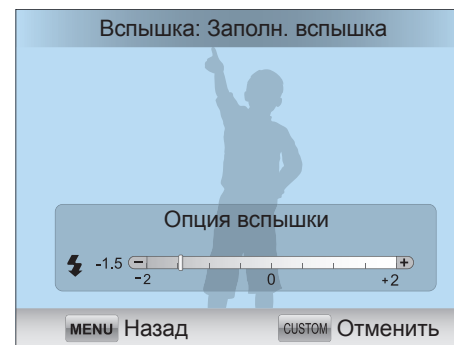 Вспышка: Заполн. вспышка
Опция вспышки
-1.5 − +
-2 0 +2
MENU Назад CUSTOM Отменить